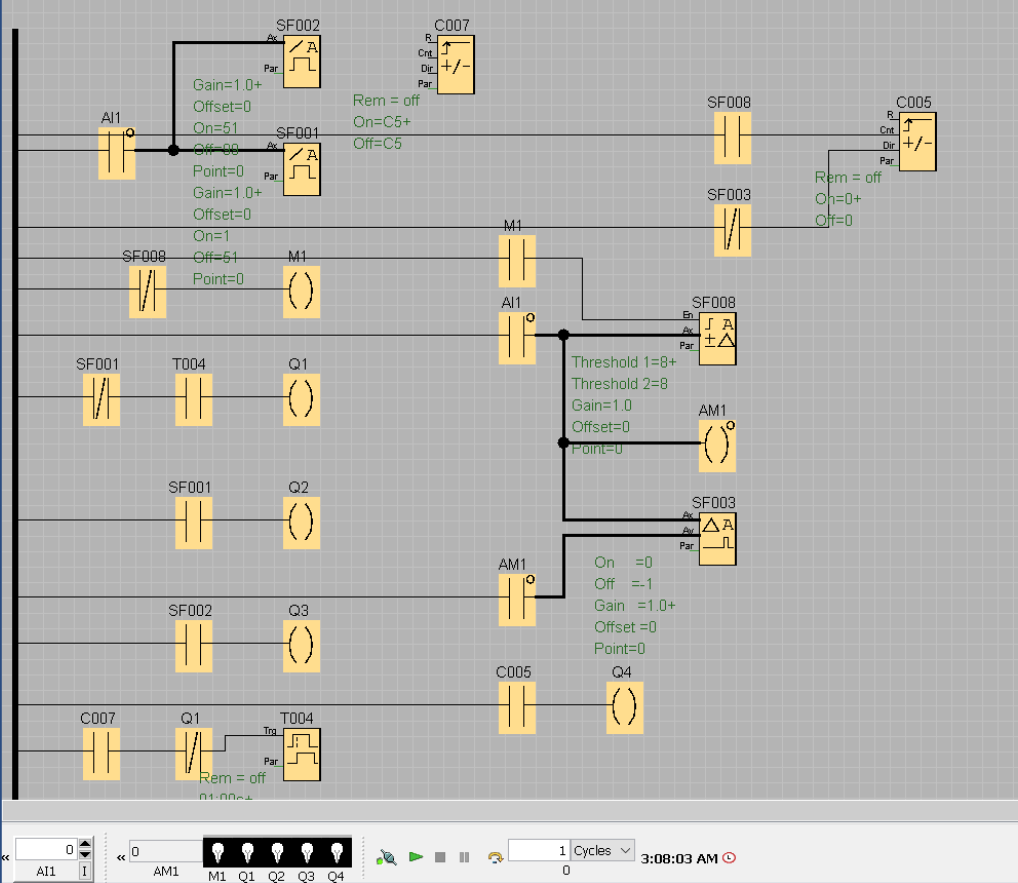 SF002
C007
Ax
Par
R
Cnt
Dir
Par
Gain=1.0+
Offset=0
On=51
Point=0
Rem = off
On=C5+
Off=C5
AI1
SF001
Ax
Par
Gain=1.0+
Offset=0
On=1
Off=51
Point=0
SF008
C005
R
Cnt
Dir
Par
Rem = off
On=0+
Off=0
SF003
M1
SF008
M1
AI1
SF008
En
Ax
Par
Threshold 1=8+
Threshold 2=8
Gain=1.0
Offset=0
Point=0
SF001
T004
Q1
AM1
SF001
Q2
SF003
Ax
Ay
Par
On =0
Off =-1
Gain =1.0+
Offset =0
Point=0
AM1
SF002
Q3
C005
Q4
C007
Q1
T004
Trg
Par
Rem = off
01:00s+
« 0
AI1 I
« 0
AM1
M1 Q1 Q2 Q3 Q4
1 Cycles
0
3:08:03 AM